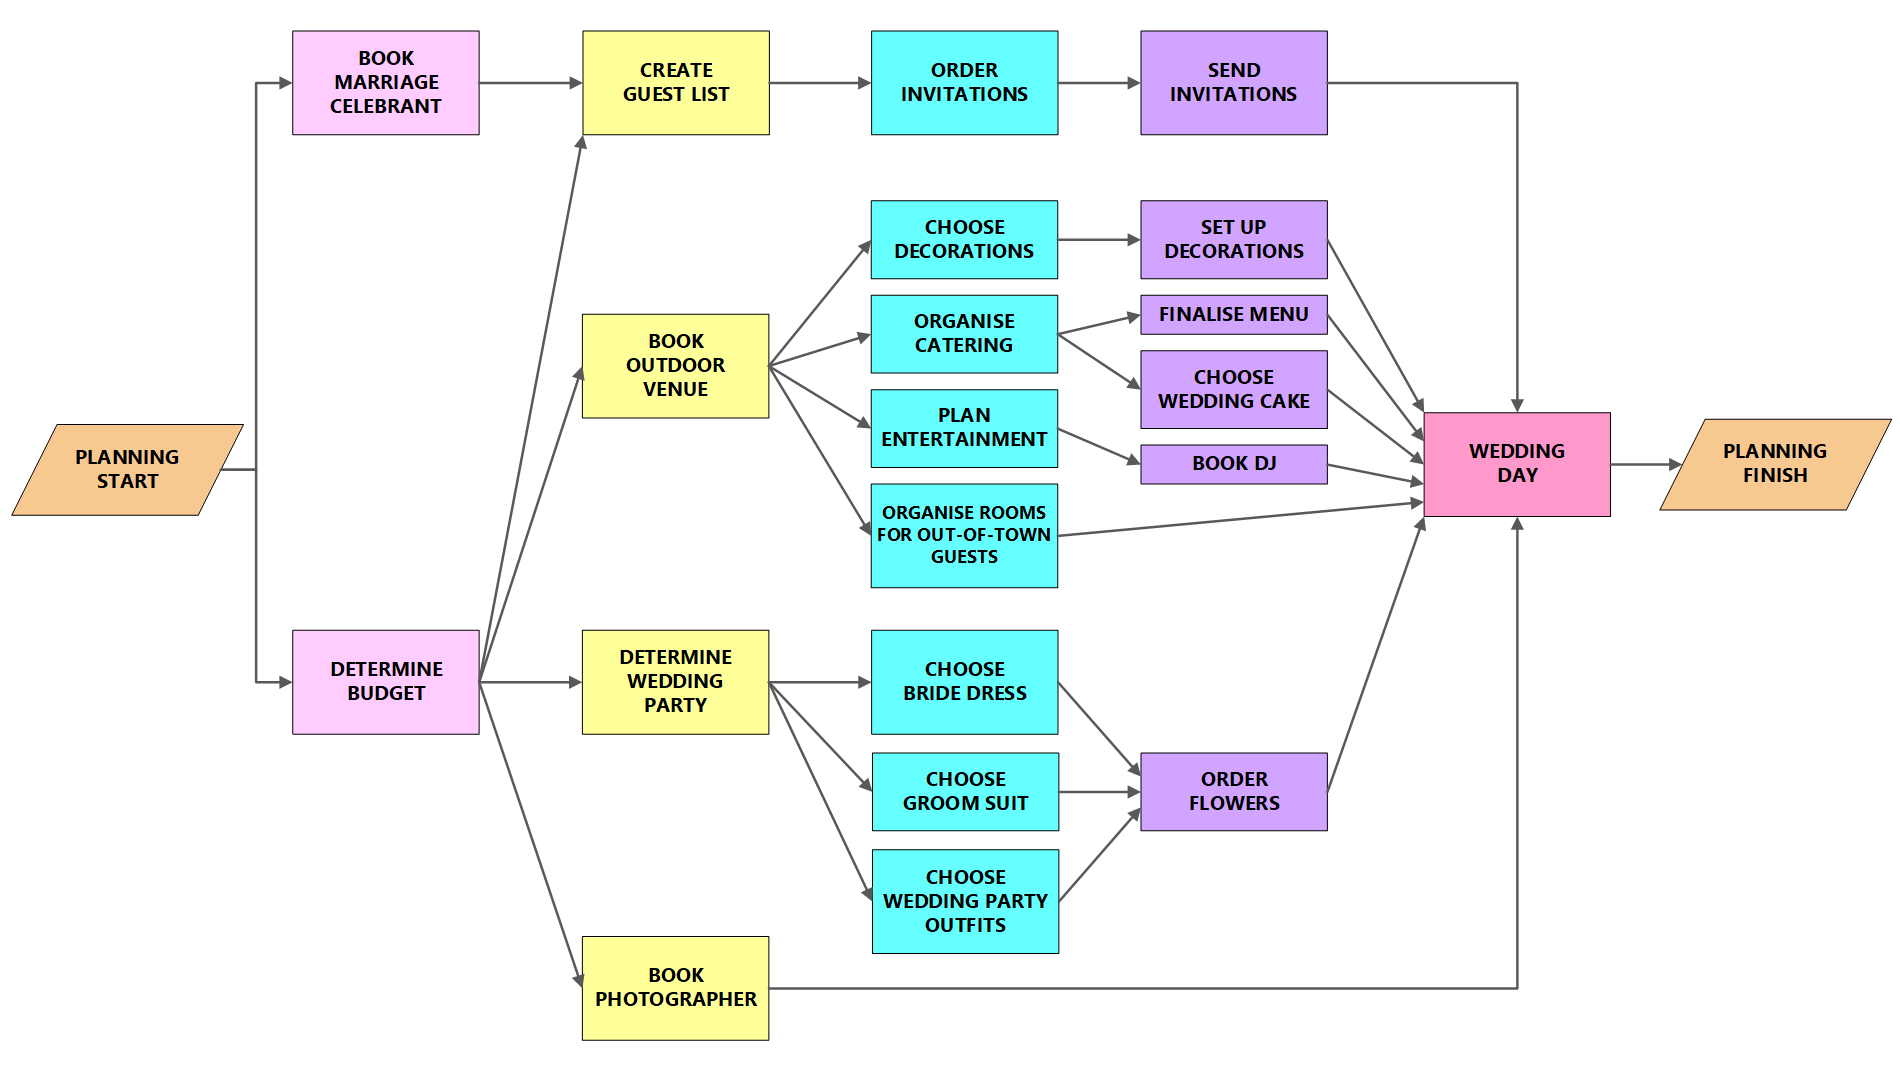 BOOK
MARRIAGE
CELEBRANT
CREATE
GUEST LIST
ORDER
INVITATIONS
SEND
INVITATIONS
CHOOSE
DECORATIONS
SET UP
DECORATIONS
BOOK
OUTDOOR
VENUE
ORGANISE
CATERING
FINALISE MENU
CHOOSE
WEDDING CAKE
PLAN
ENTERTAINMENT
BOOK DJ
PLANNING
START
WEDDING
DAY
PLANNING
FINISH
ORGANISE ROOMS
FOR OUT-OF-TOWN
GUESTS
DETERMINE
BUDGET
DETERMINE
WEDDING
PARTY
CHOOSE
BRIDE DRESS
CHOOSE
GROOM SUIT
ORDER
FLOWERS
CHOOSE
WEDDING PARTY
OUTFITS
BOOK
PHOTOGRAPHER